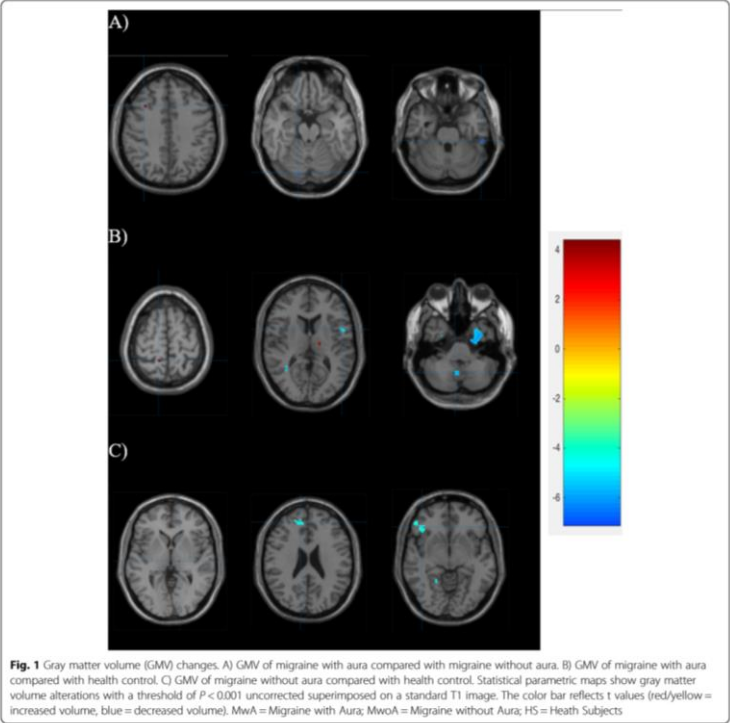 A)
B)
C)
4
2
0
-2
-4
-6
Fig. 1 Gray matter volume (GMV) changes. A) GMV of migraine with aura compared with migraine without aura. B) GMV of migraine with aura
compared with health control. C) GMV of migraine without aura compared with health control. Statistical parametric maps show gray matter
volume alterations with a threshold of P < 0.001 uncorrected superimposed on a standard T1 image. The color bar reflects t values (red/yellow =
increased volume, blue = decreased volume). MwA = Migraine with Aura; MwoA = Migraine without Aura; HS = Heath Subjects